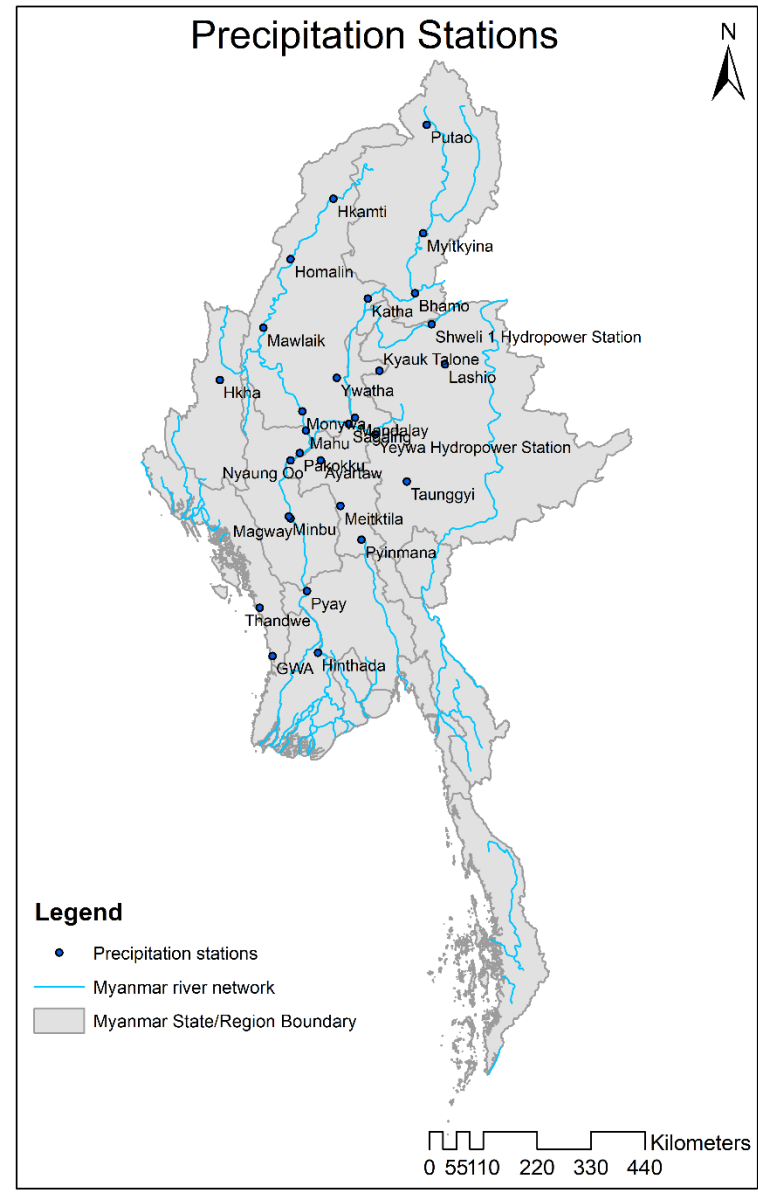 Precipitation Stations
N
Putao
Hkamti
Myitkyina
Homalin
Bhamo
Katha
Shweli 1 Hydropower Station
Mawlaik
Kyauk Talone
Lashio
Hkha
Ywatha
Monywa
Mandalay
Sagaing
Mahu
Yeywa Hydropower Station
Pakokku
Nyaung Oo
Ayartaw
Taunggyi
Meitktila
Magway
Minbu
Pyinmana
Pyay
Thandwe
GWA
Hinthada
Legend
Precipitation stations
Myanmar river network
Myanmar State/Region Boundary
Kilometers
0 55 110 220 330 440